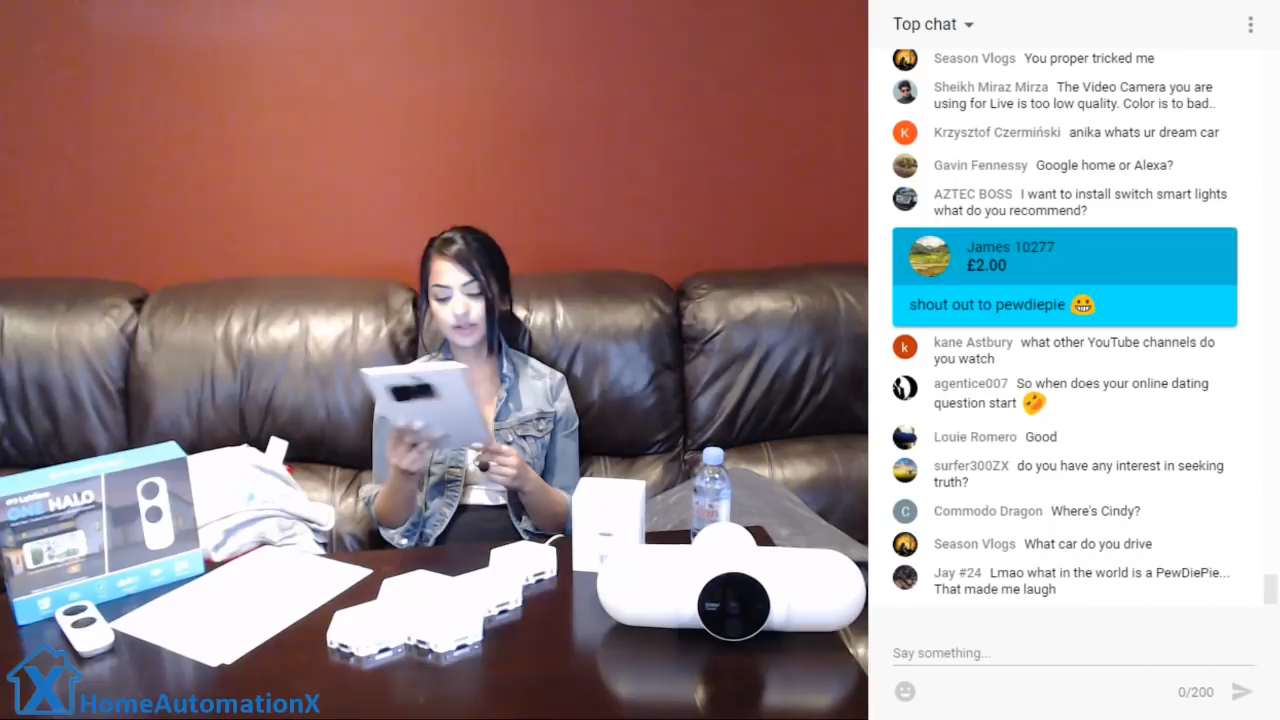 Top chat
Season Vlogs You proper tricked me
Sheikh Miraz Mirza The Video Camera you are
using for Live is too low quality. Color is to bad..
K
Krzysztof Czermiński anika whats ur dream car
Gavin Fennessy Google home or Alexa?
AZTEC BOSS I want to install switch smart lights
what do you recommend?
James 10277
£2.00
shout out to pewdiepie
k
kane Astbury what other YouTube channels do
you watch
agentice007 So when does your online dating
question start
Louie Romero Good
surfer300ZX do you have any interest in seeking
truth?
C
Commodo Dragon Where's Cindy?
Season Vlogs What car do you drive
Jay #24 Lmao what in the world is a PewDiePie...
That made me laugh
Say something...
0/200
LaView
ONE HALO
X
HomeAutomationX